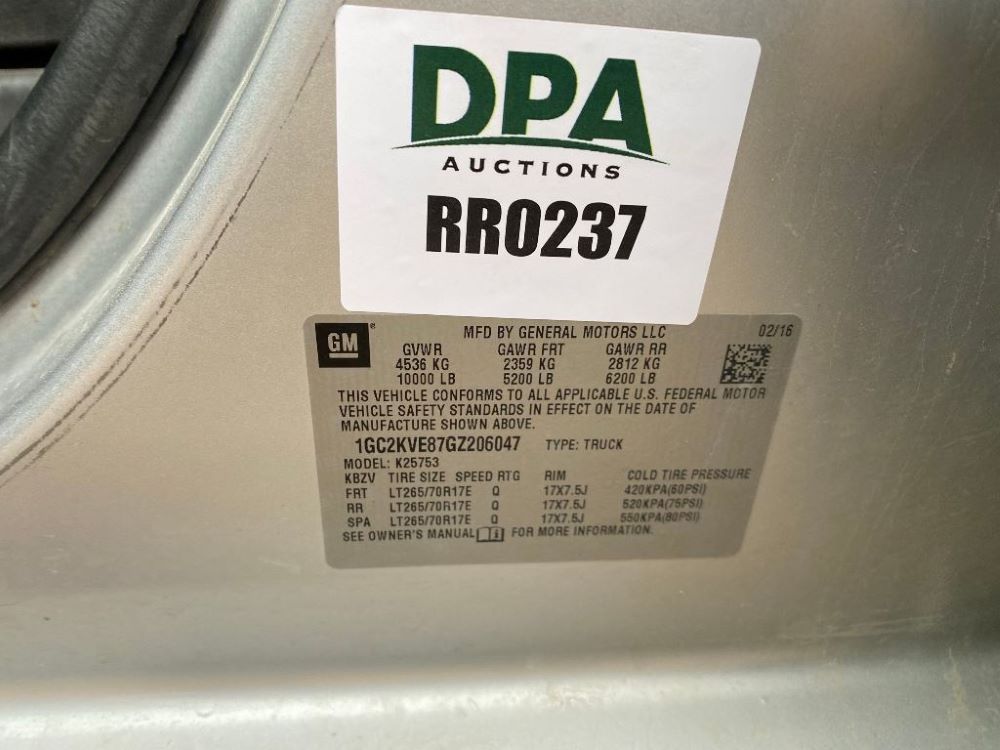 DPA
AUCTIONS
RR0237
GM ® MFD BY GENERAL MOTORS LLC 02/16
GVWR GAWR FRT GAWR RR
4536 KG 2359 KG 2812 KG
10000 LB 5200 LB 6200 LB
THIS VEHICLE CONFORMS TO ALL APPLICABLE U.S. FEDERAL MOTOR
VEHICLE SAFETY STANDARDS IN EFFECT ON THE DATE OF
MANUFACTURE SHOWN ABOVE.
1GC2KVE87GZ206047 TYPE: TRUCK
MODEL: K25753
KBZV TIRE SIZE SPEED RTG RIM COLD TIRE PRESSURE
FRT LT265/70R17E Q 17X7.5J 420KPA(60PSI)
RR LT265/70R17E Q 17X7.5J 520KPA(75PSI)
SPA LT265/70R17E Q 17X7.5J 550KPA(80PSI)
SEE OWNER'S MANUAL FOR MORE INFORMATION.